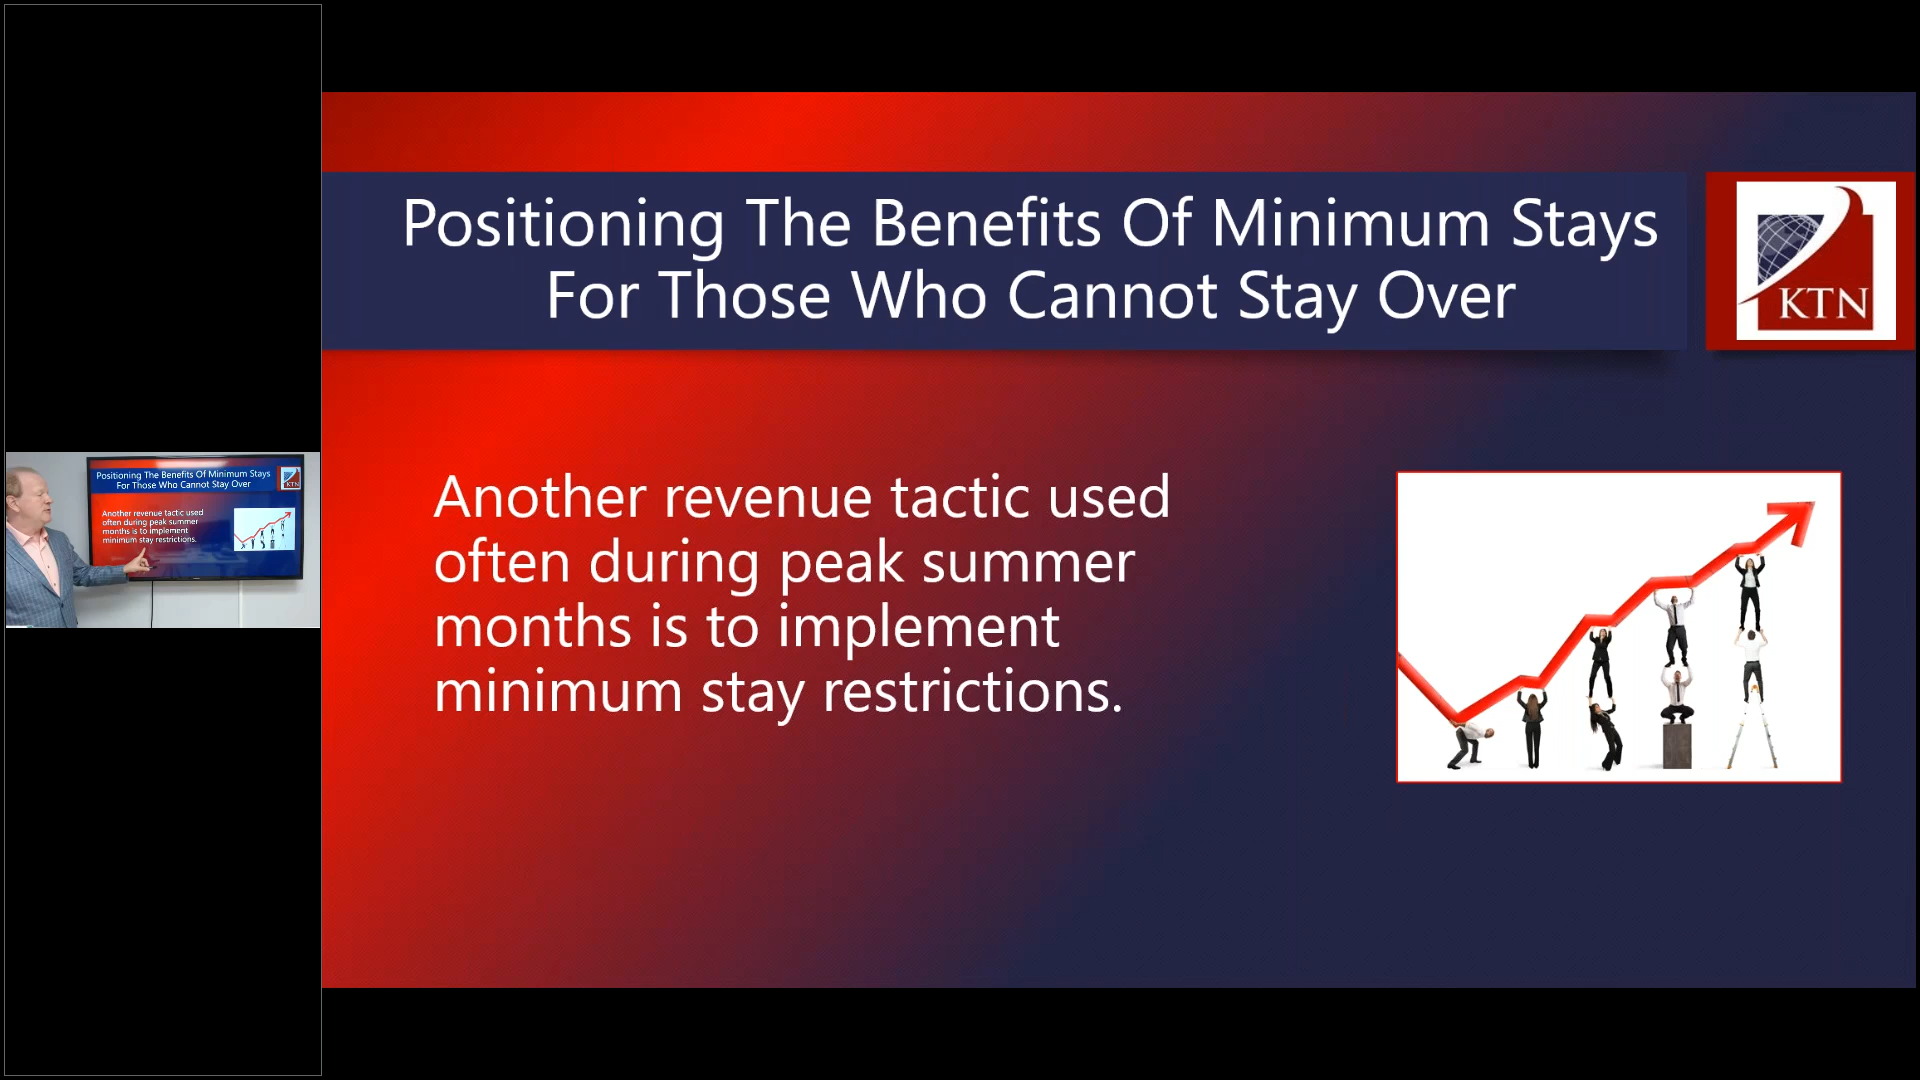 Positioning The Benefits Of Minimum Stays
For Those Who Cannot Stay Over
KTN
Another revenue tactic used
often during peak summer
months is to implement
minimum stay restrictions.
Positioning The Benefits Of Minimum Stays
For Those Who Cannot Stay Over
KTN
Another revenue tactic used
often during peak summer
months is to implement
minimum stay restrictions.